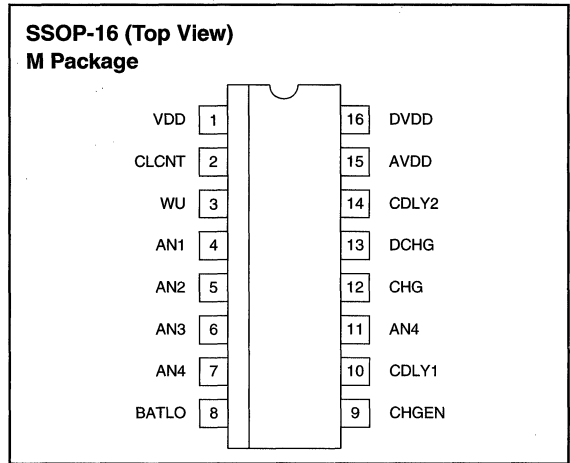 SSOP-16 (Top View)
M Package
VDD 1 16 DVDD
CLCNT 2 15 AVDD
WU 3 14 CDLY2
AN1 4 13 DCHG
AN2 5 12 CHG
AN3 6 11 AN4
AN4 7 10 CDLY1
BATLO 8 9 CHGEN